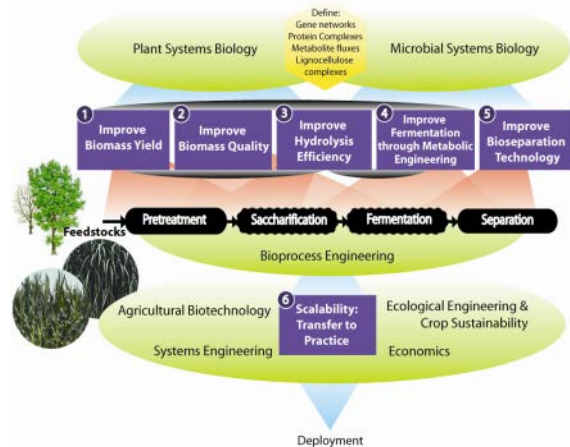 Define:
Gene networks
Protein Complexes
Metabolite fluxes
Lignocellulose
complexes
Plant Systems Biology
Microbial Systems Biology
1
Improve
Biomass Yield
2
Improve
Biomass Quality
3
Improve
Hydrolysis
Efficiency
4
Improve
Fermentation
through Metabolic
Engineering
5
Improve
Bioseparation
Technology
Feedstocks
Pretreatment
Saccharification
Fermentation
Separation
Bioprocess Engineering
Agricultural Biotechnology
Systems Engineering
6
Scalability:
Transfer to
Practice
Ecological Engineering &
Crop Sustainability
Economics
Deployment